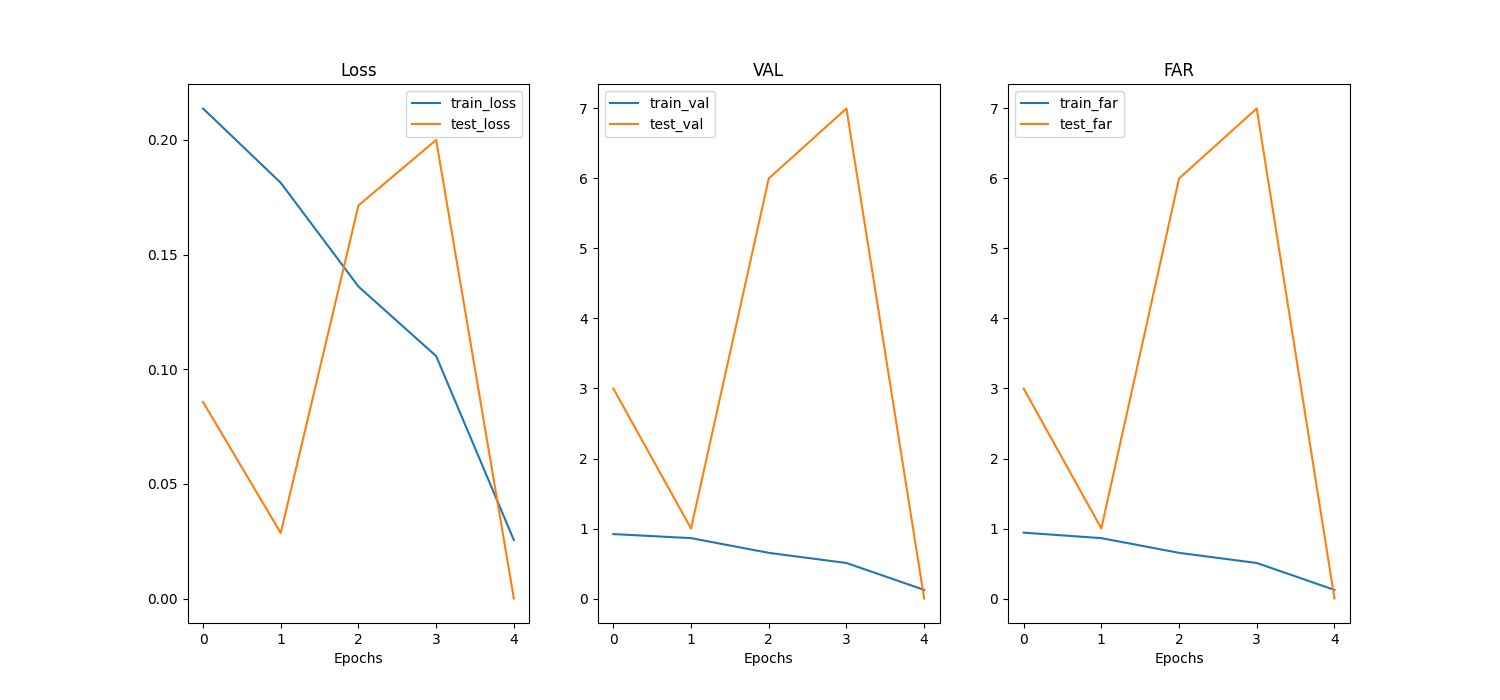 Loss
train_loss
test_loss
0.20
0.15
0.10
0.05
0.00
0 1 2 3 4
Epochs
VAL
train_val
test_val
7
6
5
4
3
2
1
0
0 1 2 3 4
Epochs
FAR
train_far
test_far
7
6
5
4
3
2
1
0
0 1 2 3 4
Epochs